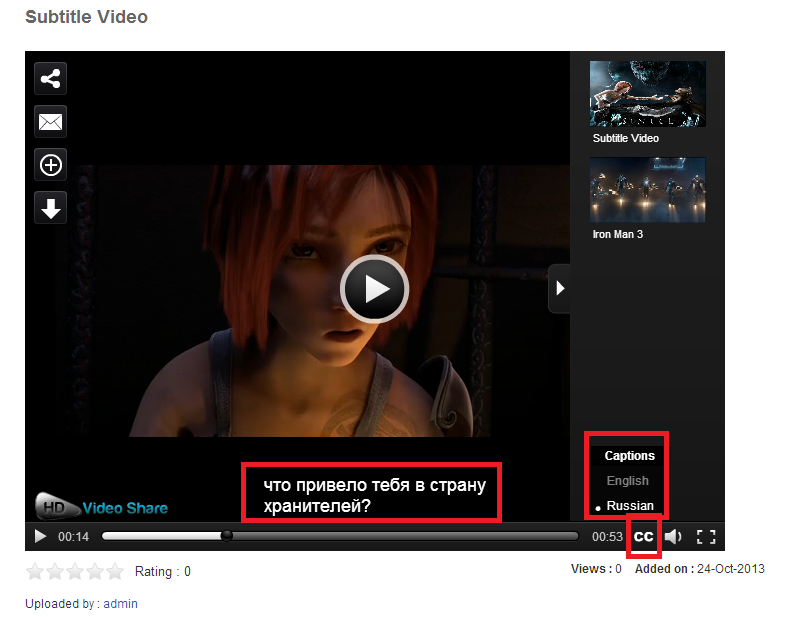 Subtitle Video
SINTEL
Subtitle Video
Iron Man 3
Captions
English
Russian
что привело тебя в страну
хранителей?
HD Video Share
00:14
00:53
CC
Rating : 0
Views : 0 Added on : 24-Oct-2013
Uploaded by : admin